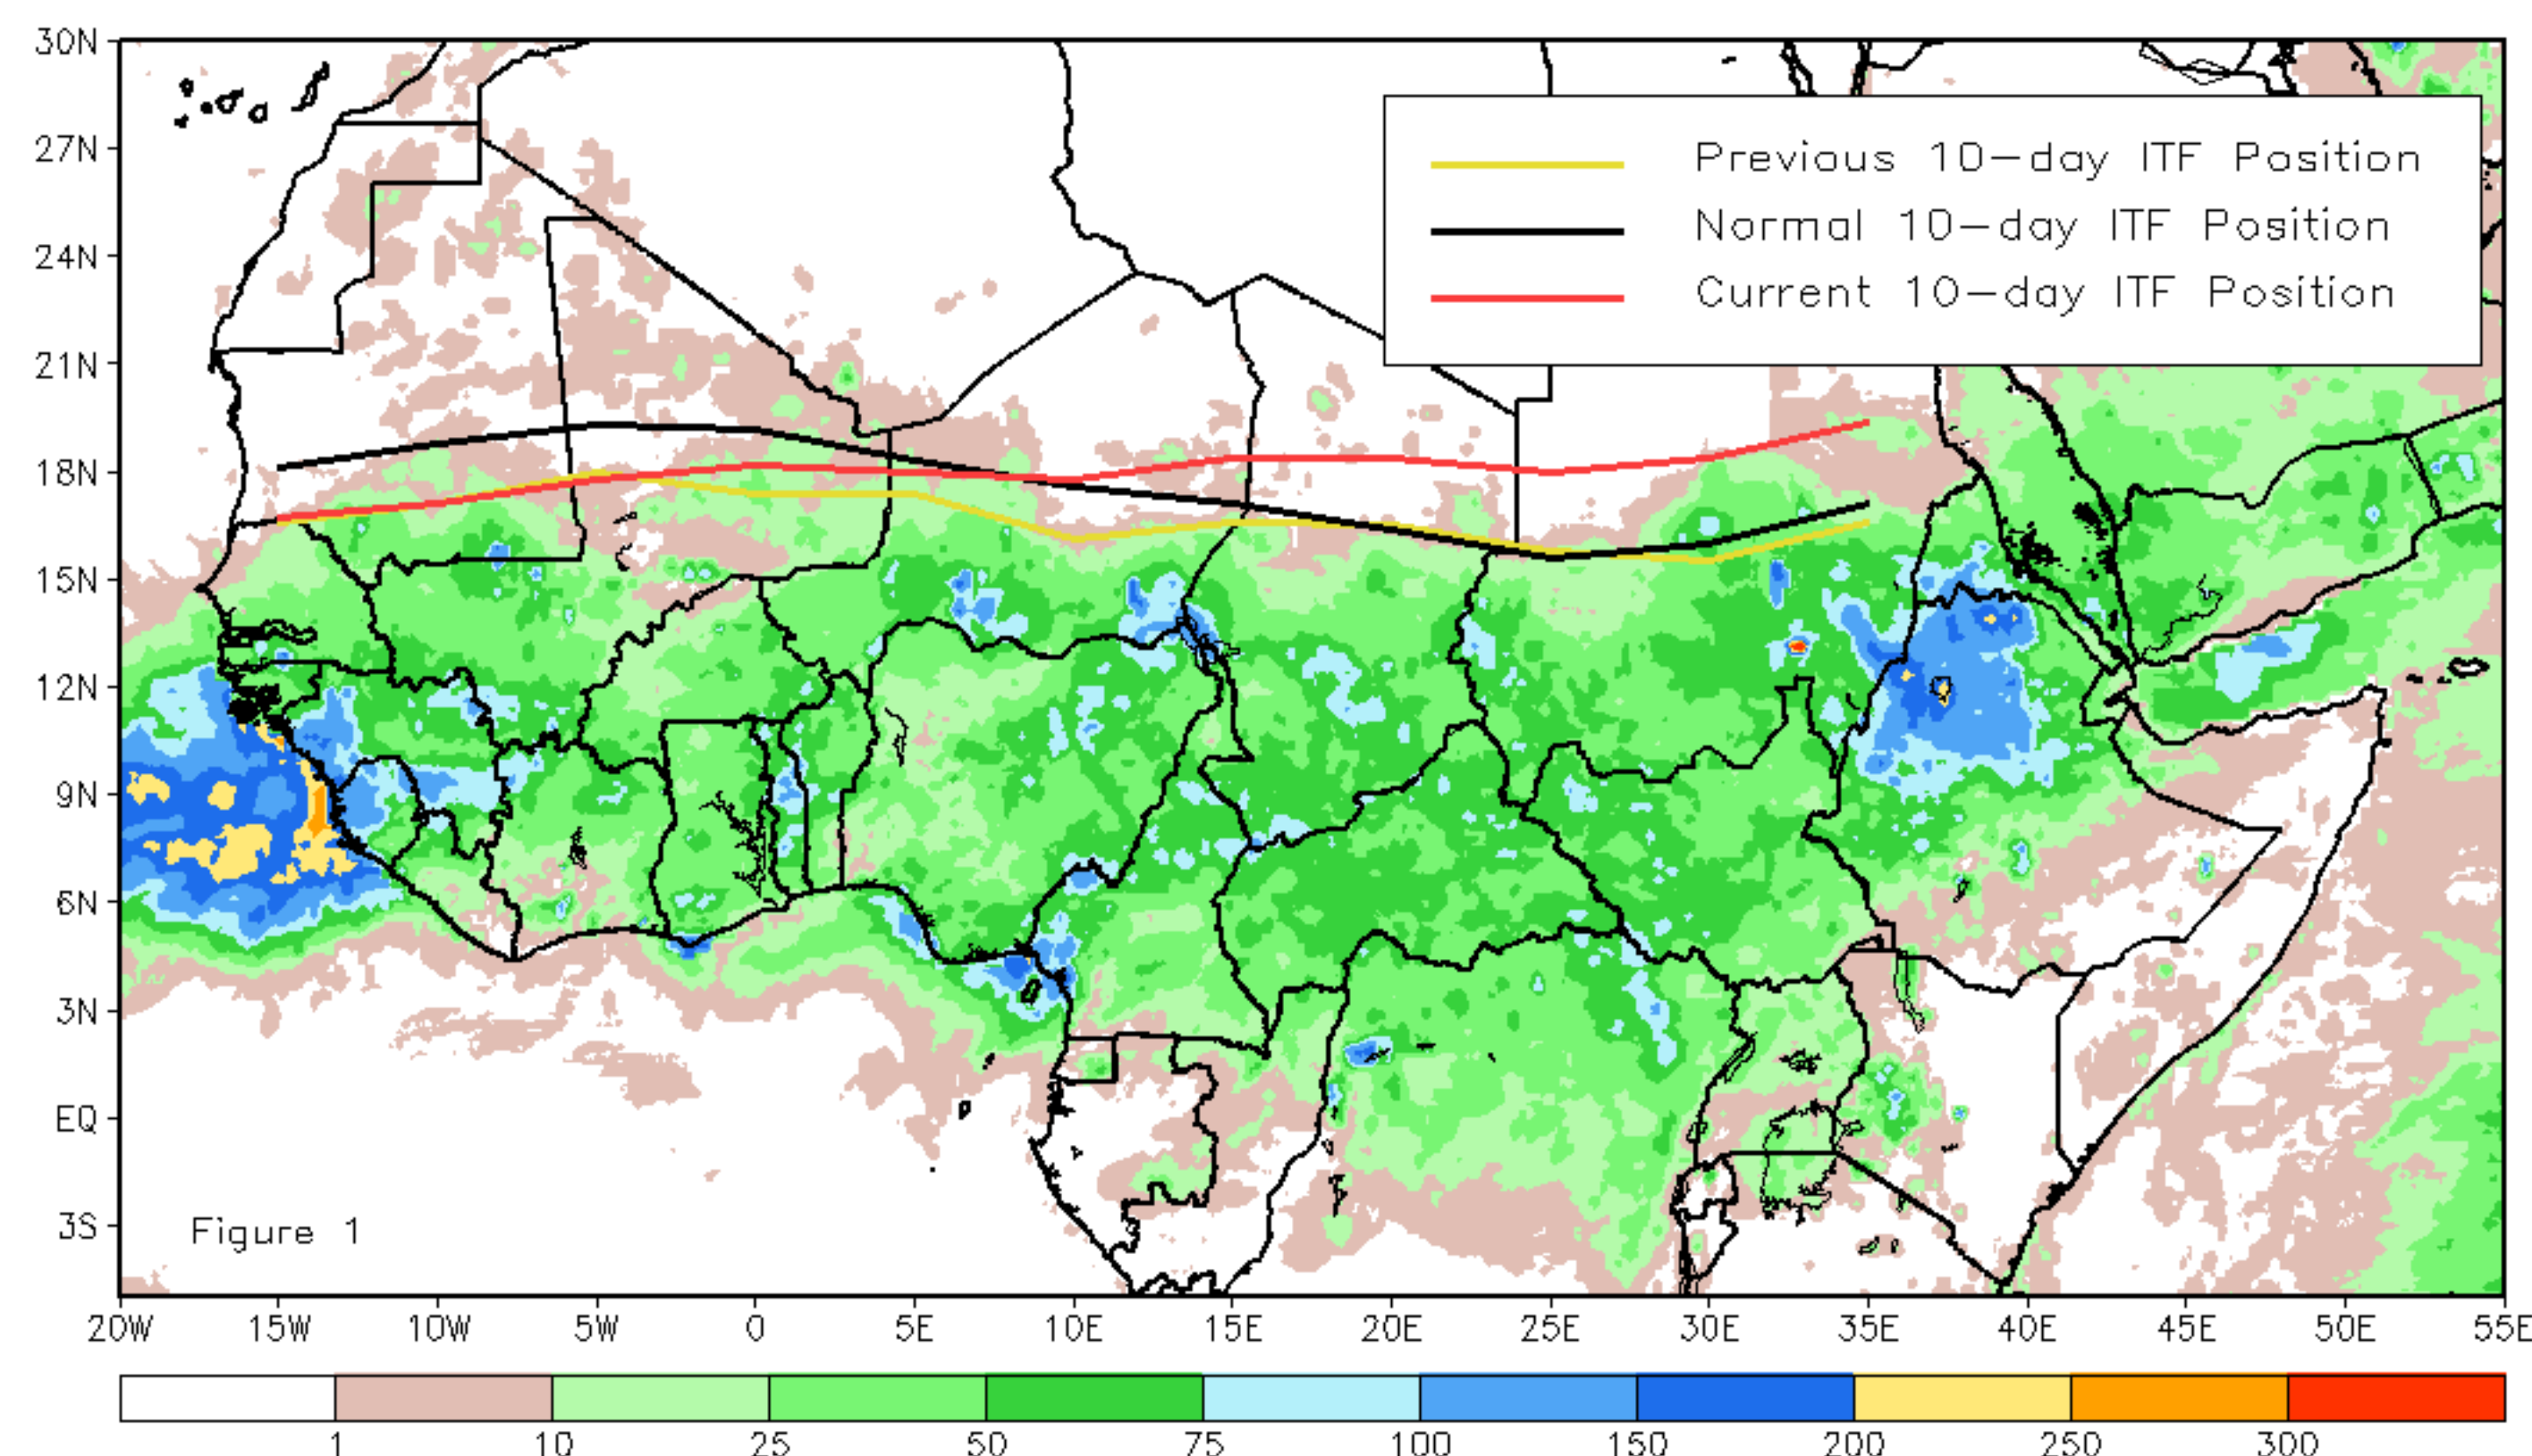 30N
27N
24N
21N
18N
15N
12N
9N
6N
3N
EQ
3S
Previous 10-day ITF Position
Normal 10-day ITF Position
Current 10-day ITF Position
Figure 1
20W 15W 10W 5W 0 5E 10E 15E 20E 25E 30E 35E 40E 45E 50E 55E
1 10 25 50 75 100 150 200 250 300